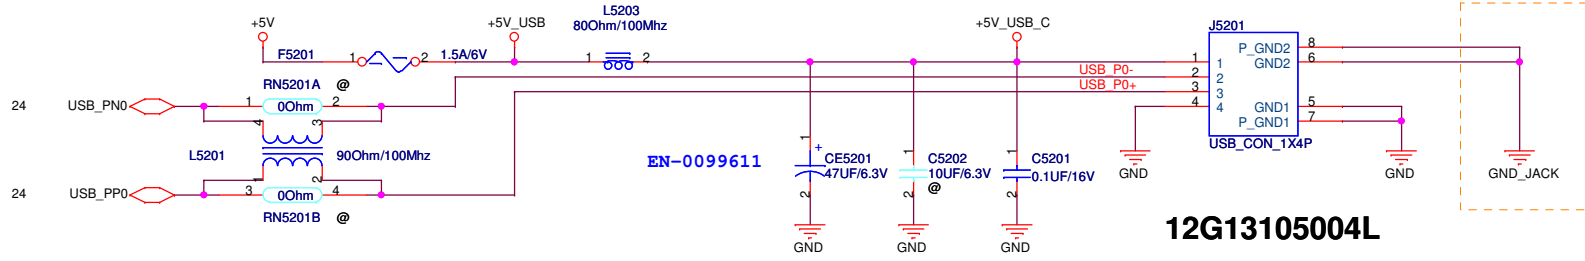 +5V
+5V_USB
L5203
80Ohm/100Mhz
+5V_USB_C
J5201
F5201
1
2
1.5A/6V
1
2
RN5201A
@
USB_P0-
USB_P0+
1
2
3
4
1
2
3
4
P_GND2
GND2
GND1
P_GND1
8
6
5
7
USB_CON_1X4P
24
USB_PN0
1
0Ohm
2
4
3
L5201
90Ohm/100Mhz
1
2
24
USB_PP0
3
0Ohm
4
RN5201B
@
EN-0099611
1
+
CE5201
47UF/6.3V
2
GND
1
C5202
10UF/6.3V
@
2
GND
1
C5201
0.1UF/16V
2
GND
GND
GND
GND_JACK
12G13105004L